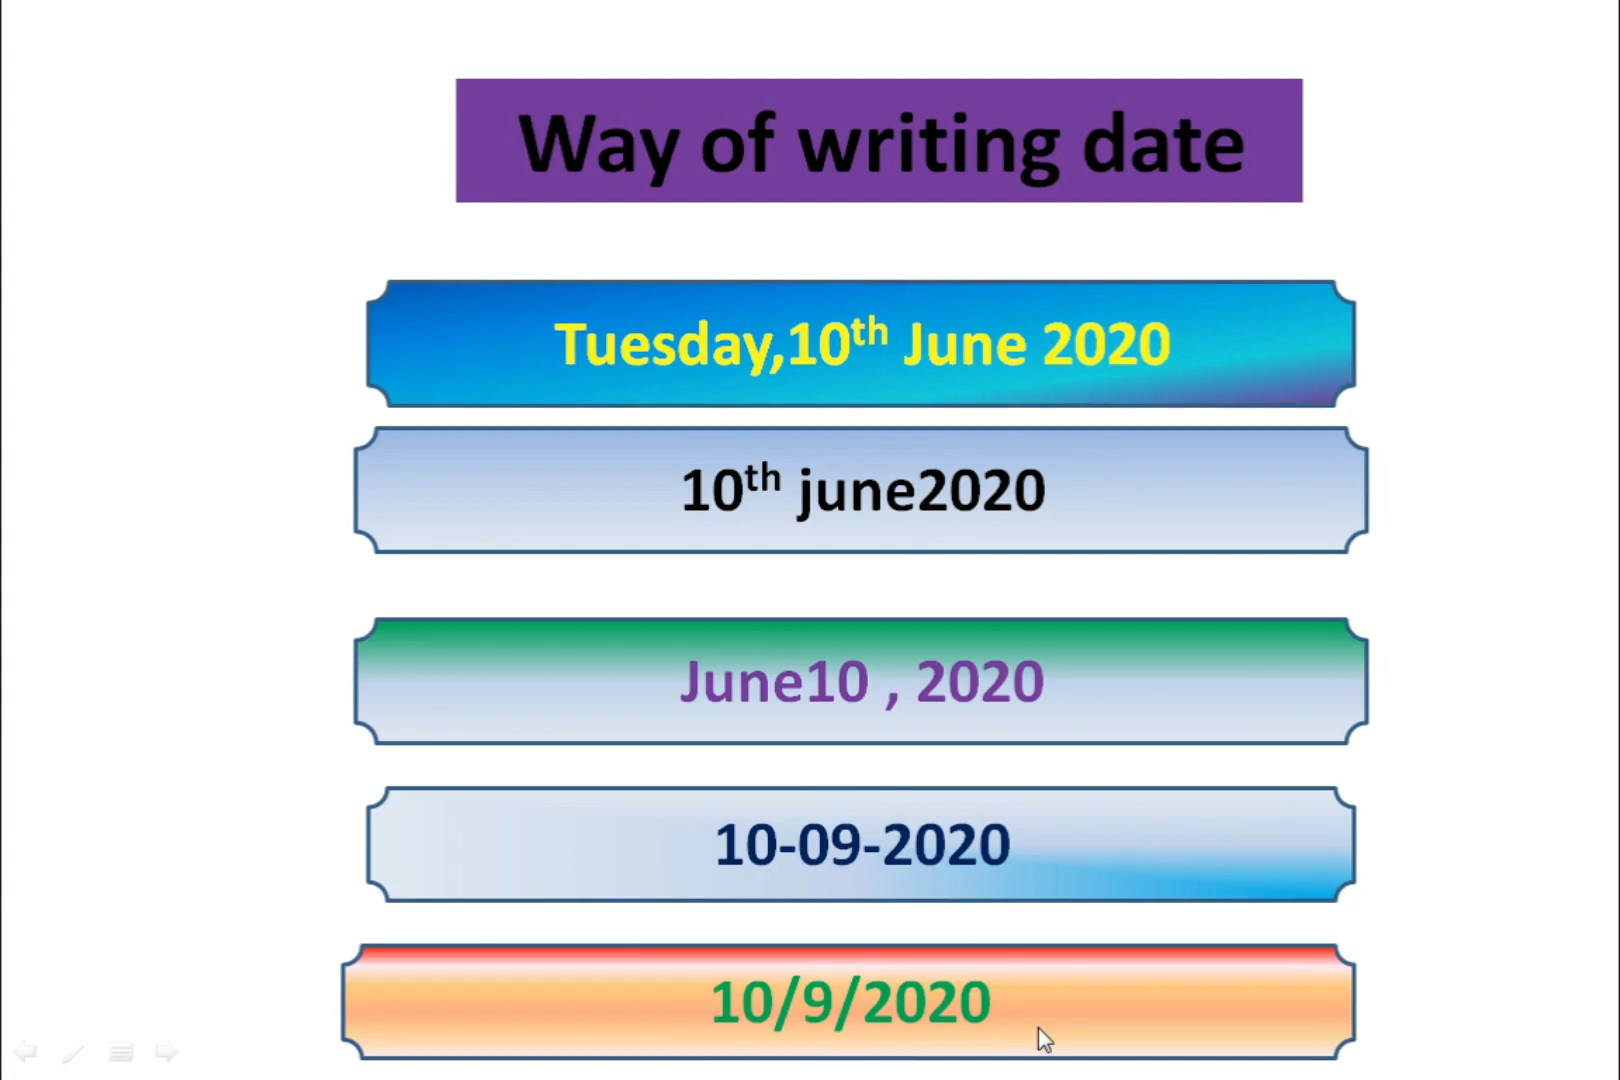 Way of writing date
Tuesday,10th June 2020
10th june2020
June10 , 2020
10-09-2020
10/9/2020